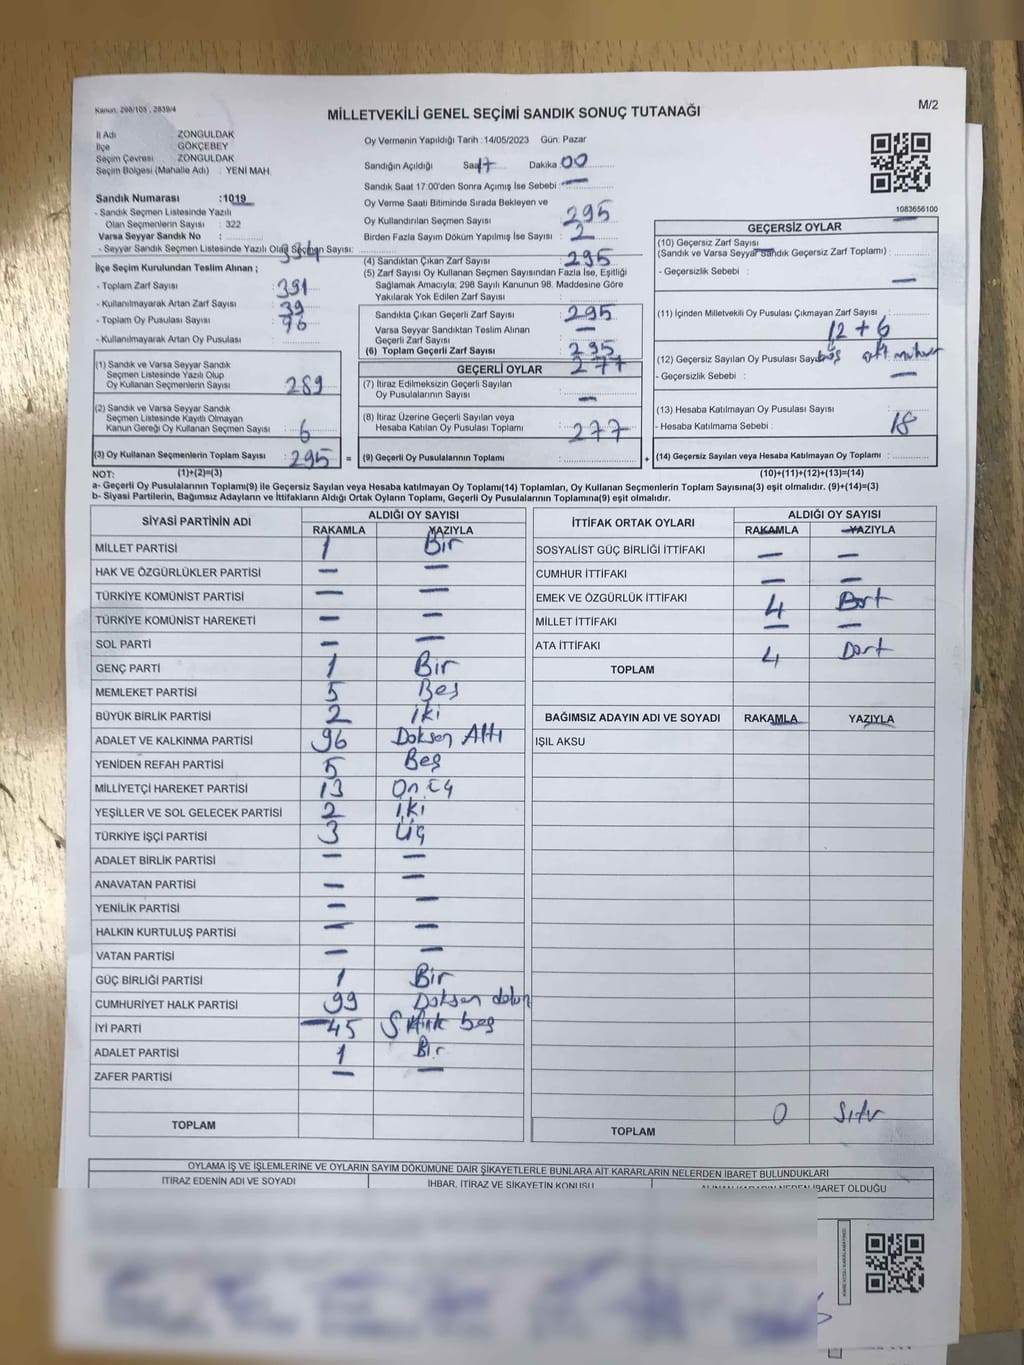 Kanun: 298/105, 2839/4
MİLLETVEKİLİ GENEL SEÇİMİ SANDIK SONUÇ TUTANAĞI
M/2
İl Adı ZONGULDAK
İlçe GÖKÇEBEY
Seçim Çevresi ZONGULDAK
Seçim Bölgesi (Mahalle Adı) : YENİ MAH.
Sandık Numarası :1019
- Sandık Seçmen Listesinde Yazılı
Olan Seçmenlerin Sayısı : 322
Varsa Seyyar Sandık No :
- Seyyar Sandık Seçmen Listesinde Yazılı Olan Seçmen Sayısı:
İlçe Seçim Kurulundan Teslim Alınan ;
- Toplam Zarf Sayısı : 391
- Kullanılmayarak Artan Zarf Sayısı : 39
- Toplam Oy Pusulası Sayısı : 96
- Kullanılmayarak Artan Oy Pusulası :
(1) Sandık ve Varsa Seyyar Sandık
Seçmen Listesinde Yazılı Olup
Oy Kullanan Seçmenlerin Sayısı : 289
(2) Sandık ve Varsa Seyyar Sandık
Seçmen Listesinde Kayıtlı Olmayan
Kanun Gereği Oy Kullanan Seçmen Sayısı : 6
(3) Oy Kullanan Seçmenlerin Toplam Sayısı : 295 =
Oy Vermenin Yapıldığı Tarih :14/05/2023 Gün: Pazar
Sandığın Açıldığı Saat 17 Dakika 00
Sandık Saat 17:00'den Sonra Açımış İse Sebebi : —
Oy Verme Saati Bitiminde Sırada Bekleyen ve
Oy Kullandırılan Seçmen Sayısı : 295
Birden Fazla Sayım Döküm Yapılmış İse Sayısı : 2
(4) Sandıktan Çıkan Zarf Sayısı : 295
(5) Zarf Sayısı Oy Kullanan Seçmen Sayısından Fazla İse, Eşitliği
Sağlamak Amacıyla; 298 Sayılı Kanunun 98. Maddesine Göre
Yakılarak Yok Edilen Zarf Sayısı :
Sandıkta Çıkan Geçerli Zarf Sayısı : 295
Varsa Seyyar Sandıktan Teslim Alınan
Geçerli Zarf Sayısı : —
(6) Toplam Geçerli Zarf Sayısı : 295
GEÇERLİ OYLAR 277
(7) İtiraz Edilmeksizin Geçerli Sayılan
Oy Pusulalarının Sayısı : —
(8) İtiraz Üzerine Geçerli Sayılan veya
Hesaba Katılan Oy Pusulası Toplamı : 277
(9) Geçerli Oy Pusulalarının Toplamı : +
1083656100
GEÇERSİZ OYLAR
(10) Geçersiz Zarf Sayısı
(Sandık ve Varsa Seyyar Sandık Geçersiz Zarf Toplamı) :
- Geçersizlik Sebebi :
(11) İçinden Milletvekili Oy Pusulası Çıkmayan Zarf Sayısı :
12 + 6
(12) Geçersiz Sayılan Oy Pusulası Sayısı boş
- Geçersizlik Sebebi : —
(13) Hesaba Katılmayan Oy Pusulası Sayısı :
- Hesaba Katılmama Sebebi : 18
(14) Geçersiz Sayılan veya Hesaba Katılmayan Oy Toplamı :
NOT: (1)+(2)=(3) (10)+(11)+(12)+(13)=(14)
a- Geçerli Oy Pusulalarının Toplamı(9) ile Geçersiz Sayılan veya Hesaba katılmayan Oy Pusulası(14) Toplamları, Oy Kullanan Seçmenlerin Toplam Sayısına(3) eşit olmalıdır. (9)+(14)=(3)
b- Siyasi Partilerin, Bağımsız Adayların ve İttifakların Aldığı Ortak Oyların Toplamı, Geçerli Oy Pusulalarının Toplamına(9) eşit olmalıdır.
SİYASİ PARTİNİN ADI ALDIĞI OY SAYISI
RAKAMLA YAZIYLA
MİLLET PARTİSİ 1 Bir
HAK VE ÖZGÜRLÜKLER PARTİSİ — —
TÜRKİYE KOMÜNİST PARTİSİ — —
TÜRKİYE KOMÜNİST HAREKETİ — —
SOL PARTİ — —
GENÇ PARTİ 1 Bir
MEMLEKET PARTİSİ 5 Beş
BÜYÜK BİRLİK PARTİSİ 2 iki
ADALET VE KALKINMA PARTİSİ 96 Doksan Altı
YENİDEN REFAH PARTİSİ 5 Beş
MİLLİYETÇİ HAREKET PARTİSİ 13 On üç
YEŞİLLER VE SOL GELECEK PARTİSİ 2 iki
TÜRKİYE İŞÇİ PARTİSİ 3 Üç
ADALET BİRLİK PARTİSİ — —
ANAVATAN PARTİSİ — —
YENİLİK PARTİSİ — —
HALKIN KURTULUŞ PARTİSİ — —
VATAN PARTİSİ — —
GÜÇ BİRLİĞİ PARTİSİ 1 Bir
CUMHURİYET HALK PARTİSİ 99 Doksan dokuz
İYİ PARTİ 45 kırk beş
ADALET PARTİSİ 1 Bir
ZAFER PARTİSİ — —
TOPLAM
İTTİFAK ORTAK OYLARI ALDIĞI OY SAYISI
RAKAMLA YAZIYLA
SOSYALİST GÜÇ BİRLİĞİ İTTİFAKI — —
CUMHUR İTTİFAKI — —
EMEK VE ÖZGÜRLÜK İTTİFAKI 4 Dört
MİLLET İTTİFAKI — —
ATA İTTİFAKI 4 Dört
TOPLAM
BAĞIMSIZ ADAYIN ADI VE SOYADI RAKAMLA YAZIYLA
IŞIL AKSU
0 Sıfır
TOPLAM
OYLAMA İŞ VE İŞLEMLERİNE VE OYLARIN SAYIM DÖKÜMÜNE DAİR ŞİKAYETLERLE BUNLARA AİT KARARLARIN NELERDEN İBARET BULUNDUKLARI
İTİRAZ EDENİN ADI VE SOYADI İHBAR, İTİRAZ VE ŞİKAYETİN KONUSU ALINAN KARARIN NEDEN İBARET OLDUĞU